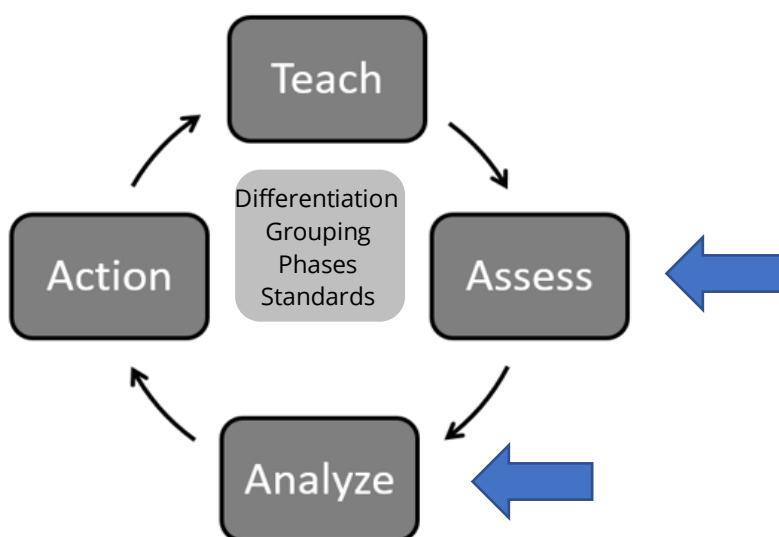 Teach
Differentiation
Grouping
Phases
Standards
Action
Assess
Analyze